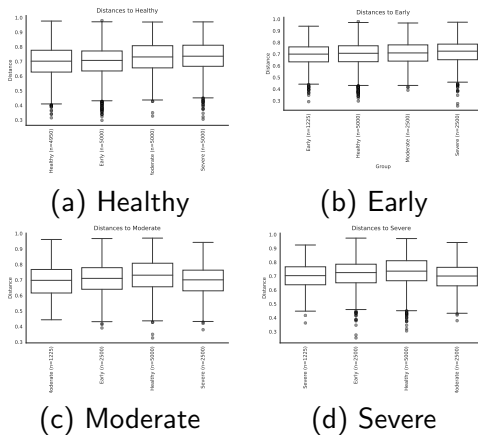 Distances to Healthy
Distance
1.0
0.9
0.8
0.7
0.6
0.5
0.4
0.3
Healthy (n=4950)
Early (n=5000)
Moderate (n=5000)
Severe (n=5000)
(a) Healthy
Distances to Early
Distance
1.0
0.9
0.8
0.7
0.6
0.5
0.4
0.3
Early (n=1225)
Healthy (n=5000)
Moderate (n=2500)
Severe (n=2500)
Group
(b) Early
Distances to Moderate
Distance
1.0
0.9
0.8
0.7
0.6
0.5
0.4
0.3
Moderate (n=1225)
Early (n=2500)
Healthy (n=5000)
Severe (n=2500)
(c) Moderate
Distances to Severe
Distance
1.0
0.9
0.8
0.7
0.6
0.5
0.4
0.3
Severe (n=1225)
Early (n=2500)
Healthy (n=5000)
Moderate (n=2500)
(d) Severe